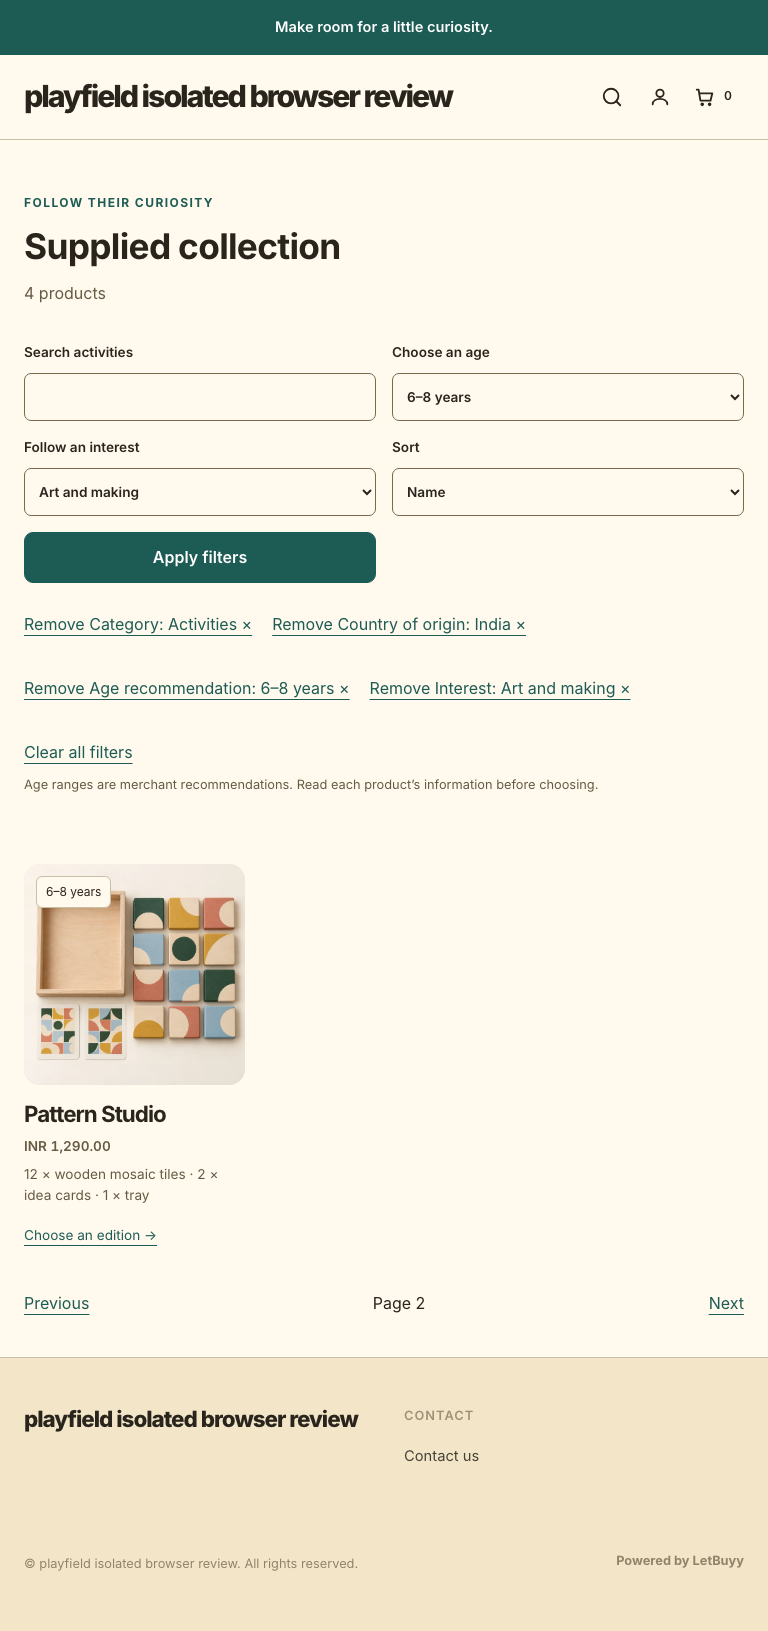 Make room for a little curiosity.
playfield isolated browser review
0
FOLLOW THEIR CURIOSITY
Supplied collection
4 products
Search activities
Choose an age
6–8 years
Follow an interest
Sort
Art and making
Name
Apply filters
Remove Category: Activities ×
Remove Country of origin: India ×
Remove Age recommendation: 6–8 years ×
Remove Interest: Art and making ×
Clear all filters
Age ranges are merchant recommendations. Read each product’s information before choosing.
6–8 years
Pattern Studio
INR 1,290.00
12 × wooden mosaic tiles · 2 ×
idea cards · 1 × tray
Choose an edition →
Previous
Page 2
Next
playfield isolated browser review
CONTACT
Contact us
© playfield isolated browser review. All rights reserved.
Powered by LetBuyy